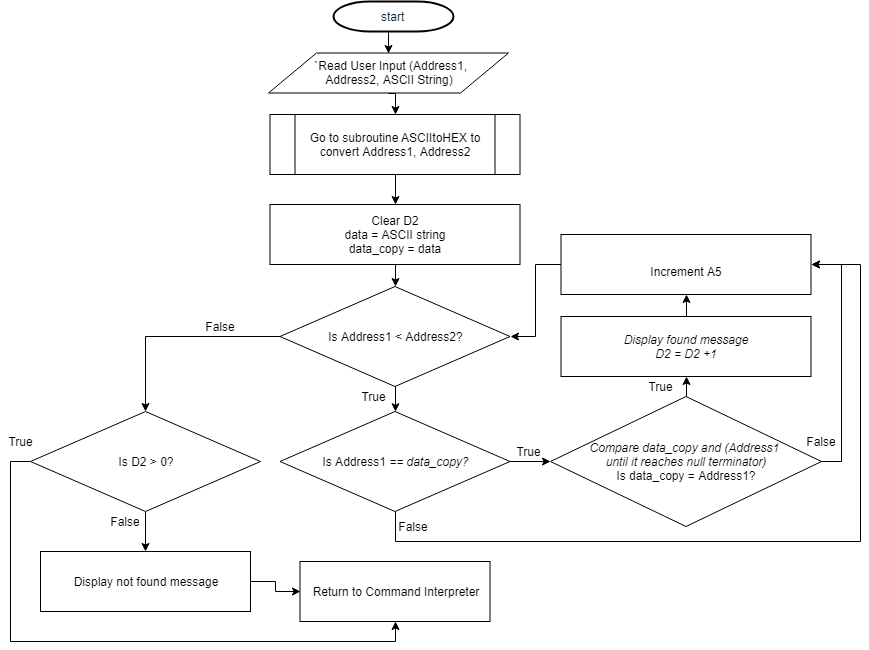 start
`Read User Input (Address1,
Address2, ASCII String)
Go to subroutine ASCIItoHEX to
convert Address1, Address2
Clear D2
data = ASCII string
data_copy = data
Increment A5
False
Is Address1 < Address2?
Display found message
D2 = D2 +1
True
True
True
Is D2 > 0?
Is Address1 == data_copy?
True
Compare data_copy and (Address1
until it reaches null terminator)
Is data_copy = Address1?
False
False
False
Display not found message
Return to Command Interpreter